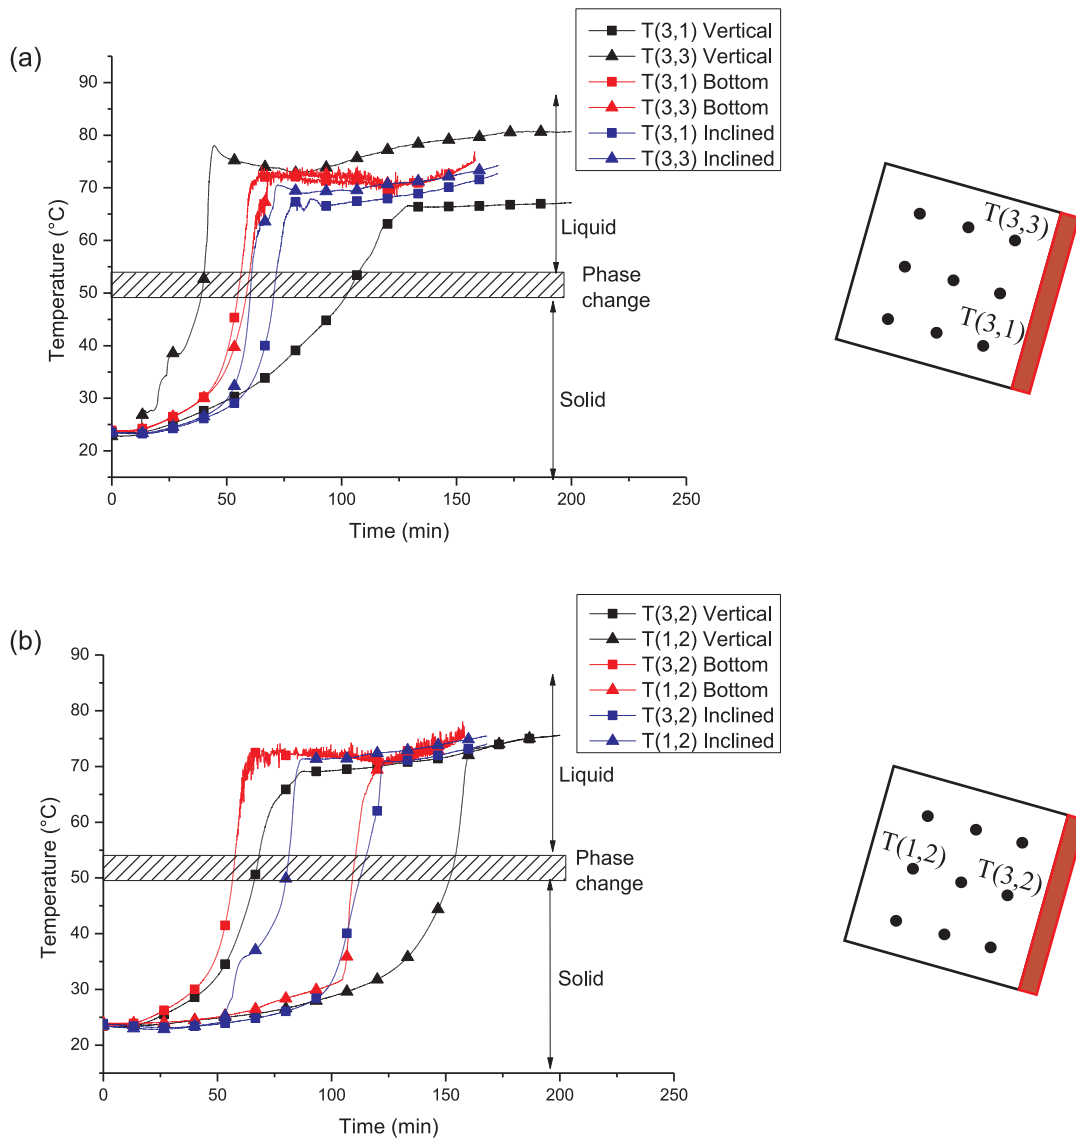 (a)
T(3,1) Vertical
T(3,3) Vertical
T(3,1) Bottom
T(3,3) Bottom
T(3,1) Inclined
T(3,3) Inclined
Temperature (°C)
90
80
70
60
50
40
30
20
Liquid
Phase
change
Solid
0
50
100
150
200
250
Time (min)
T(3,3)
T(3,1)
(b)
T(3,2) Vertical
T(1,2) Vertical
T(3,2) Bottom
T(1,2) Bottom
T(3,2) Inclined
T(1,2) Inclined
Temperature (°C)
90
80
70
60
50
40
30
20
Liquid
Phase
change
Solid
0
50
100
150
200
250
Time (min)
T(1,2)
T(3,2)